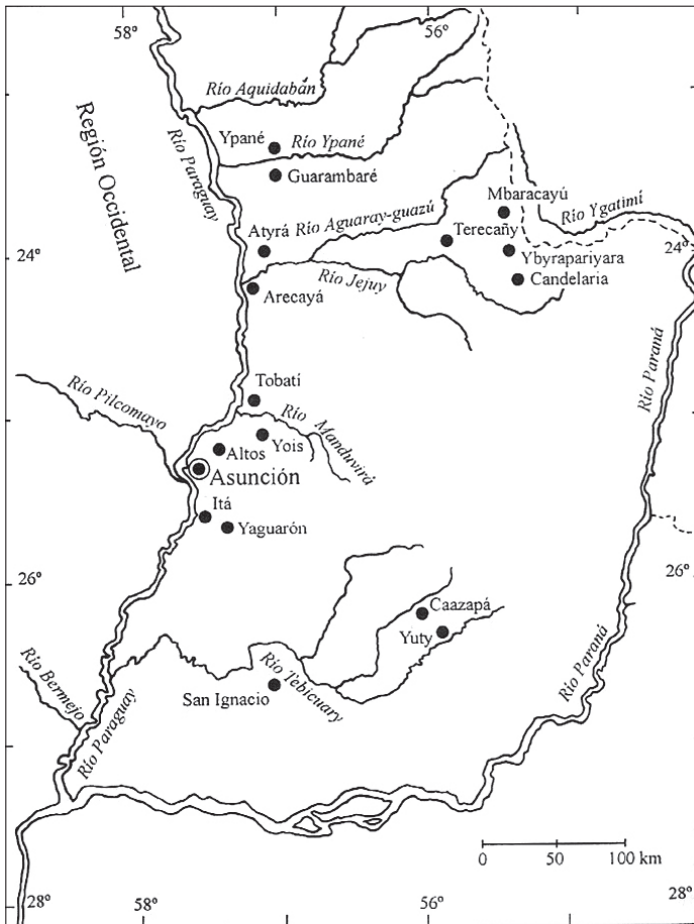 58º
56º
Río Aquidabán
Región Occidental
Río Paraguay
Ypané
Río Ypané
Guarambaré
Mbaracayú
Río Ygatimí
Atyrá
Río Aguaray-guazú
Terecañy
24º
24º
Ybyrapariyara
Candelaria
Río Jejuy
Arecayá
Río Paraná
Tobatí
Río Pilcomayo
Río Manduvirá
Yois
Altos
Asunción
Itá
Yaguarón
26º
26º
Caazapá
Yuty
Río Tebicuary
San Ignacio
Río Bermejo
Río Paraguay
Río Paraná
0 50 100 km
28º
58º
56º
28º